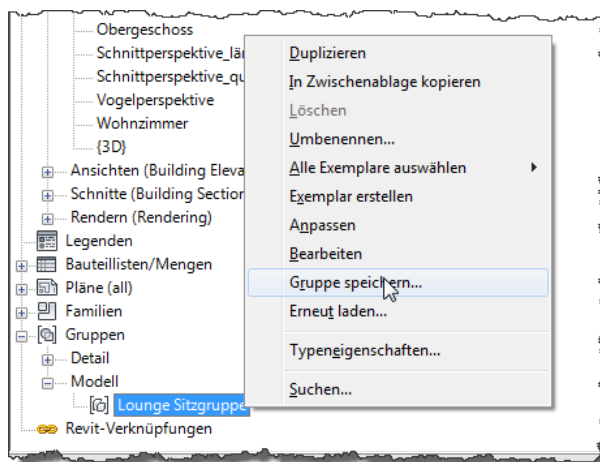 Obergeschoss
Schnittperspektive_lä
Schnittperspektive_qu
Vogelperspektive
Wohnzimmer
{3D}
Ansichten (Building Eleva
Schnitte (Building Section
Rendern (Rendering)
Legenden
Bauteillisten/Mengen
Pläne (all)
Familien
Gruppen
Detail
Modell
Lounge Sitzgruppe
Revit-Verknüpfungen
Duplizieren
In Zwischenablage kopieren
Löschen
Umbenennen...
Alle Exemplare auswählen
Exemplar erstellen
Anpassen
Bearbeiten
Gruppe speichern...
Erneut laden...
Typeneigenschaften...
Suchen...